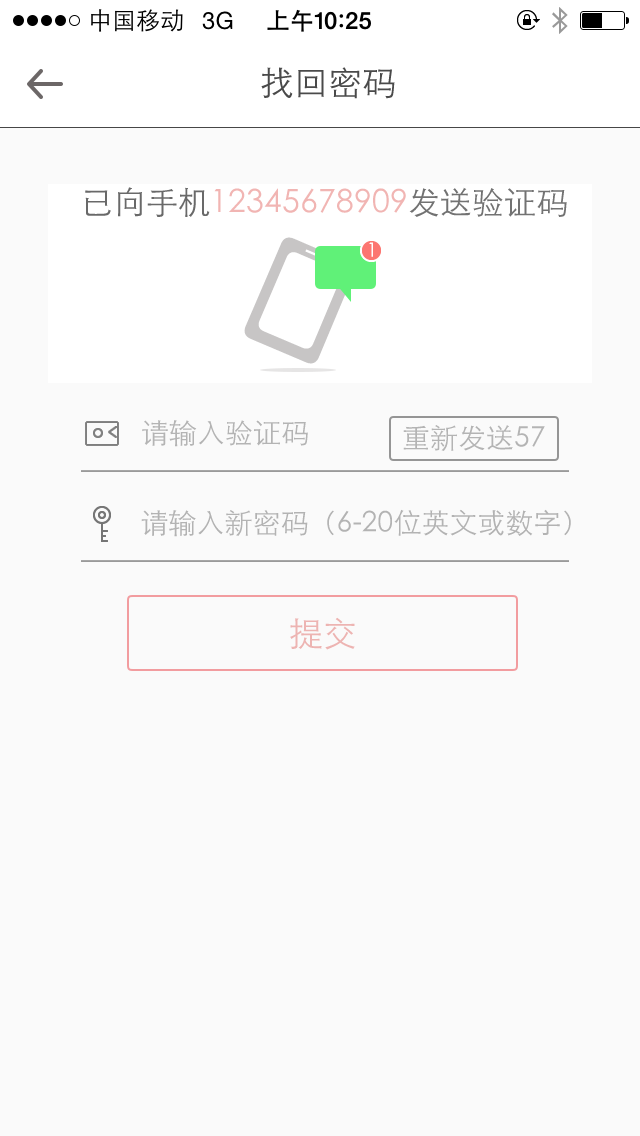 中国移动 3G 上午10:25
找回密码
已向手机12345678909发送验证码
1
请输入验证码 重新发送57
请输入新密码（6-20位英文或数字）
提交